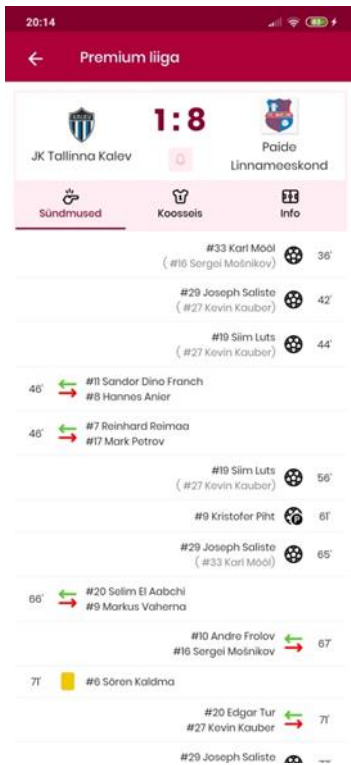 20:14
83
Premium liiga
1:8
JK Tallinna Kalev
Paide
Linnameeskond
Sündmused
Koosseis
Info
#33 Karl Mööl
( #16 Sergei Mošnikov)
36'
#29 Joseph Saliste
( #27 Kevin Kauber)
42'
#19 Siim Luts
( #27 Kevin Kauber)
44'
46'
#11 Sandor Dino Franch
#8 Hannes Anier
46'
#7 Reinhard Reimaa
#17 Mark Petrov
#19 Siim Luts
( #27 Kevin Kauber)
56'
#9 Kristofer Piht
P
61'
#29 Joseph Saliste
( #33 Karl Mööl)
65'
66'
#20 Selim El Aabchi
#9 Markus Vaherna
#10 Andre Frolov
#16 Sergei Mošnikov
67'
71'
#6 Sören Kaldma
#20 Edgar Tur
#27 Kevin Kauber
71'
#29 Joseph Saliste